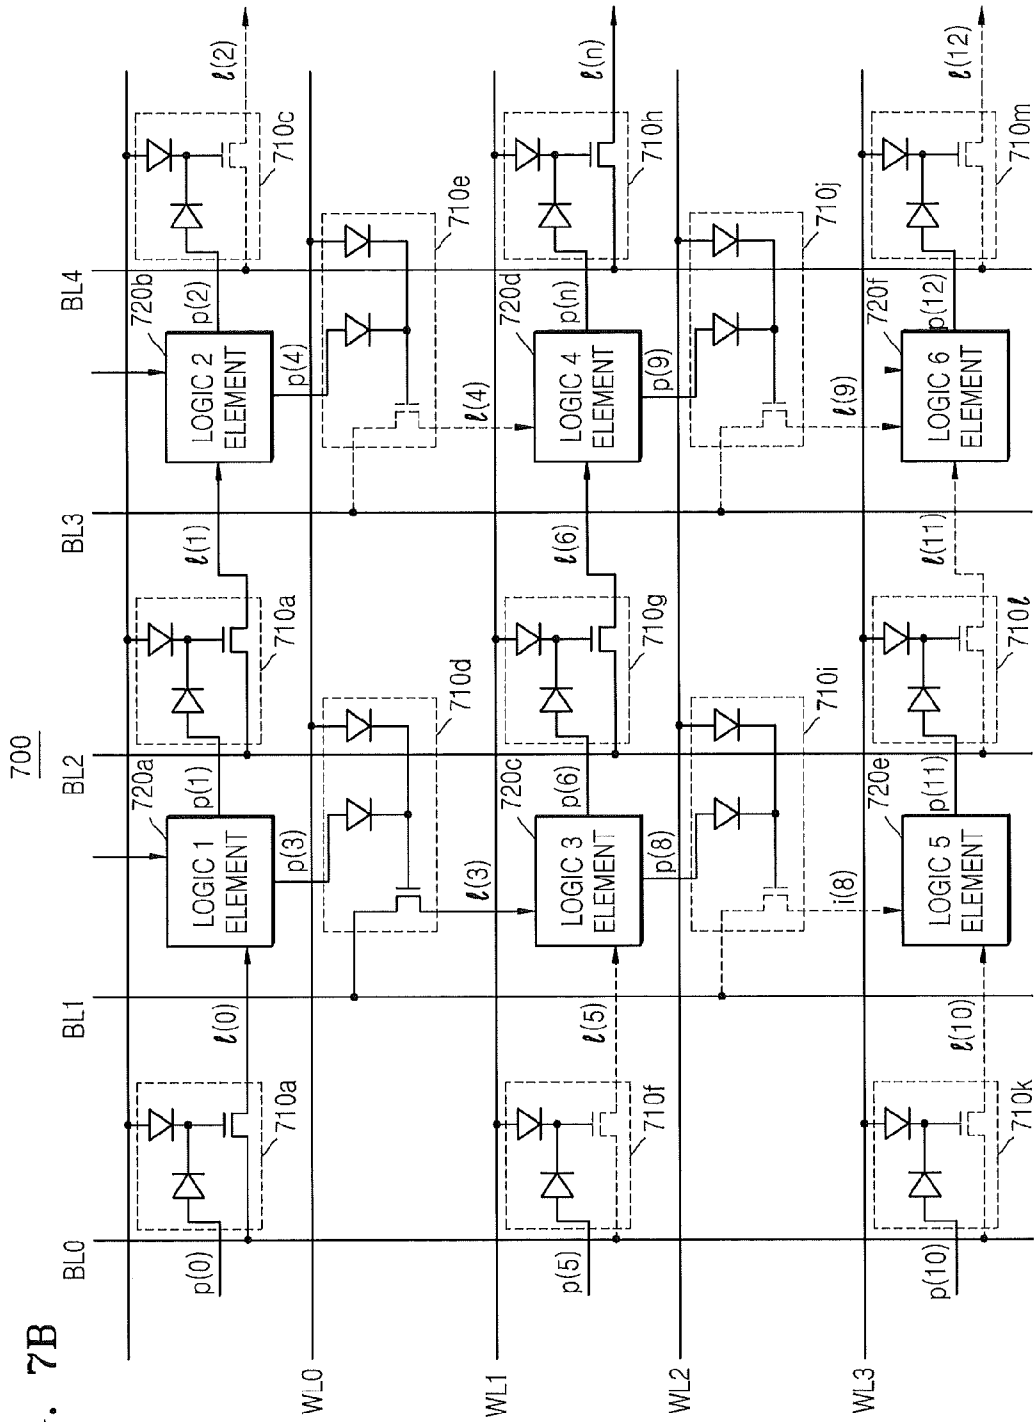 . 7B
700
BL0
BL1
BL2
BL3
BL4
720a
720b
p(0)
710a
ℓ(0)
LOGIC 1
ELEMENT
p(1)
710a
ℓ(1)
LOGIC 2
ELEMENT
p(2)
710c
ℓ(2)
WL0
p(3)
710d
ℓ(3)
p(4)
710e
ℓ(4)
WL1
720c
720d
p(5)
710f
ℓ(5)
LOGIC 3
ELEMENT
p(6)
710g
ℓ(6)
LOGIC 4
ELEMENT
p(n)
710h
ℓ(n)
WL2
p(8)
710i
i(8)
p(9)
710j
ℓ(9)
WL3
720e
720f
p(10)
710k
ℓ(10)
LOGIC 5
ELEMENT
p(11)
710ℓ
ℓ(11)
LOGIC 6
ELEMENT
p(12)
710m
ℓ(12)